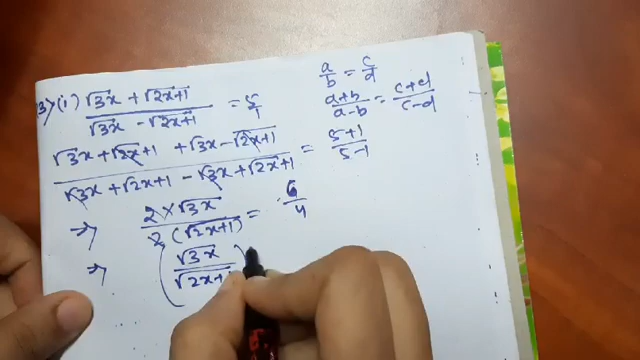 3) (i) √3x + √2x+1 / √3x - √2x+1 = 5/1
a/b = c/d
a+b/a-b = c+d/c-d
√3x + √2x+1 + √3x - √2x+1 / √3x + √2x+1 - √3x + √2x+1 = 5+1/5-1
⇒ 2 × √3x / 2 (√2x+1) = 6/4
⇒ (√3x / √2x+1)